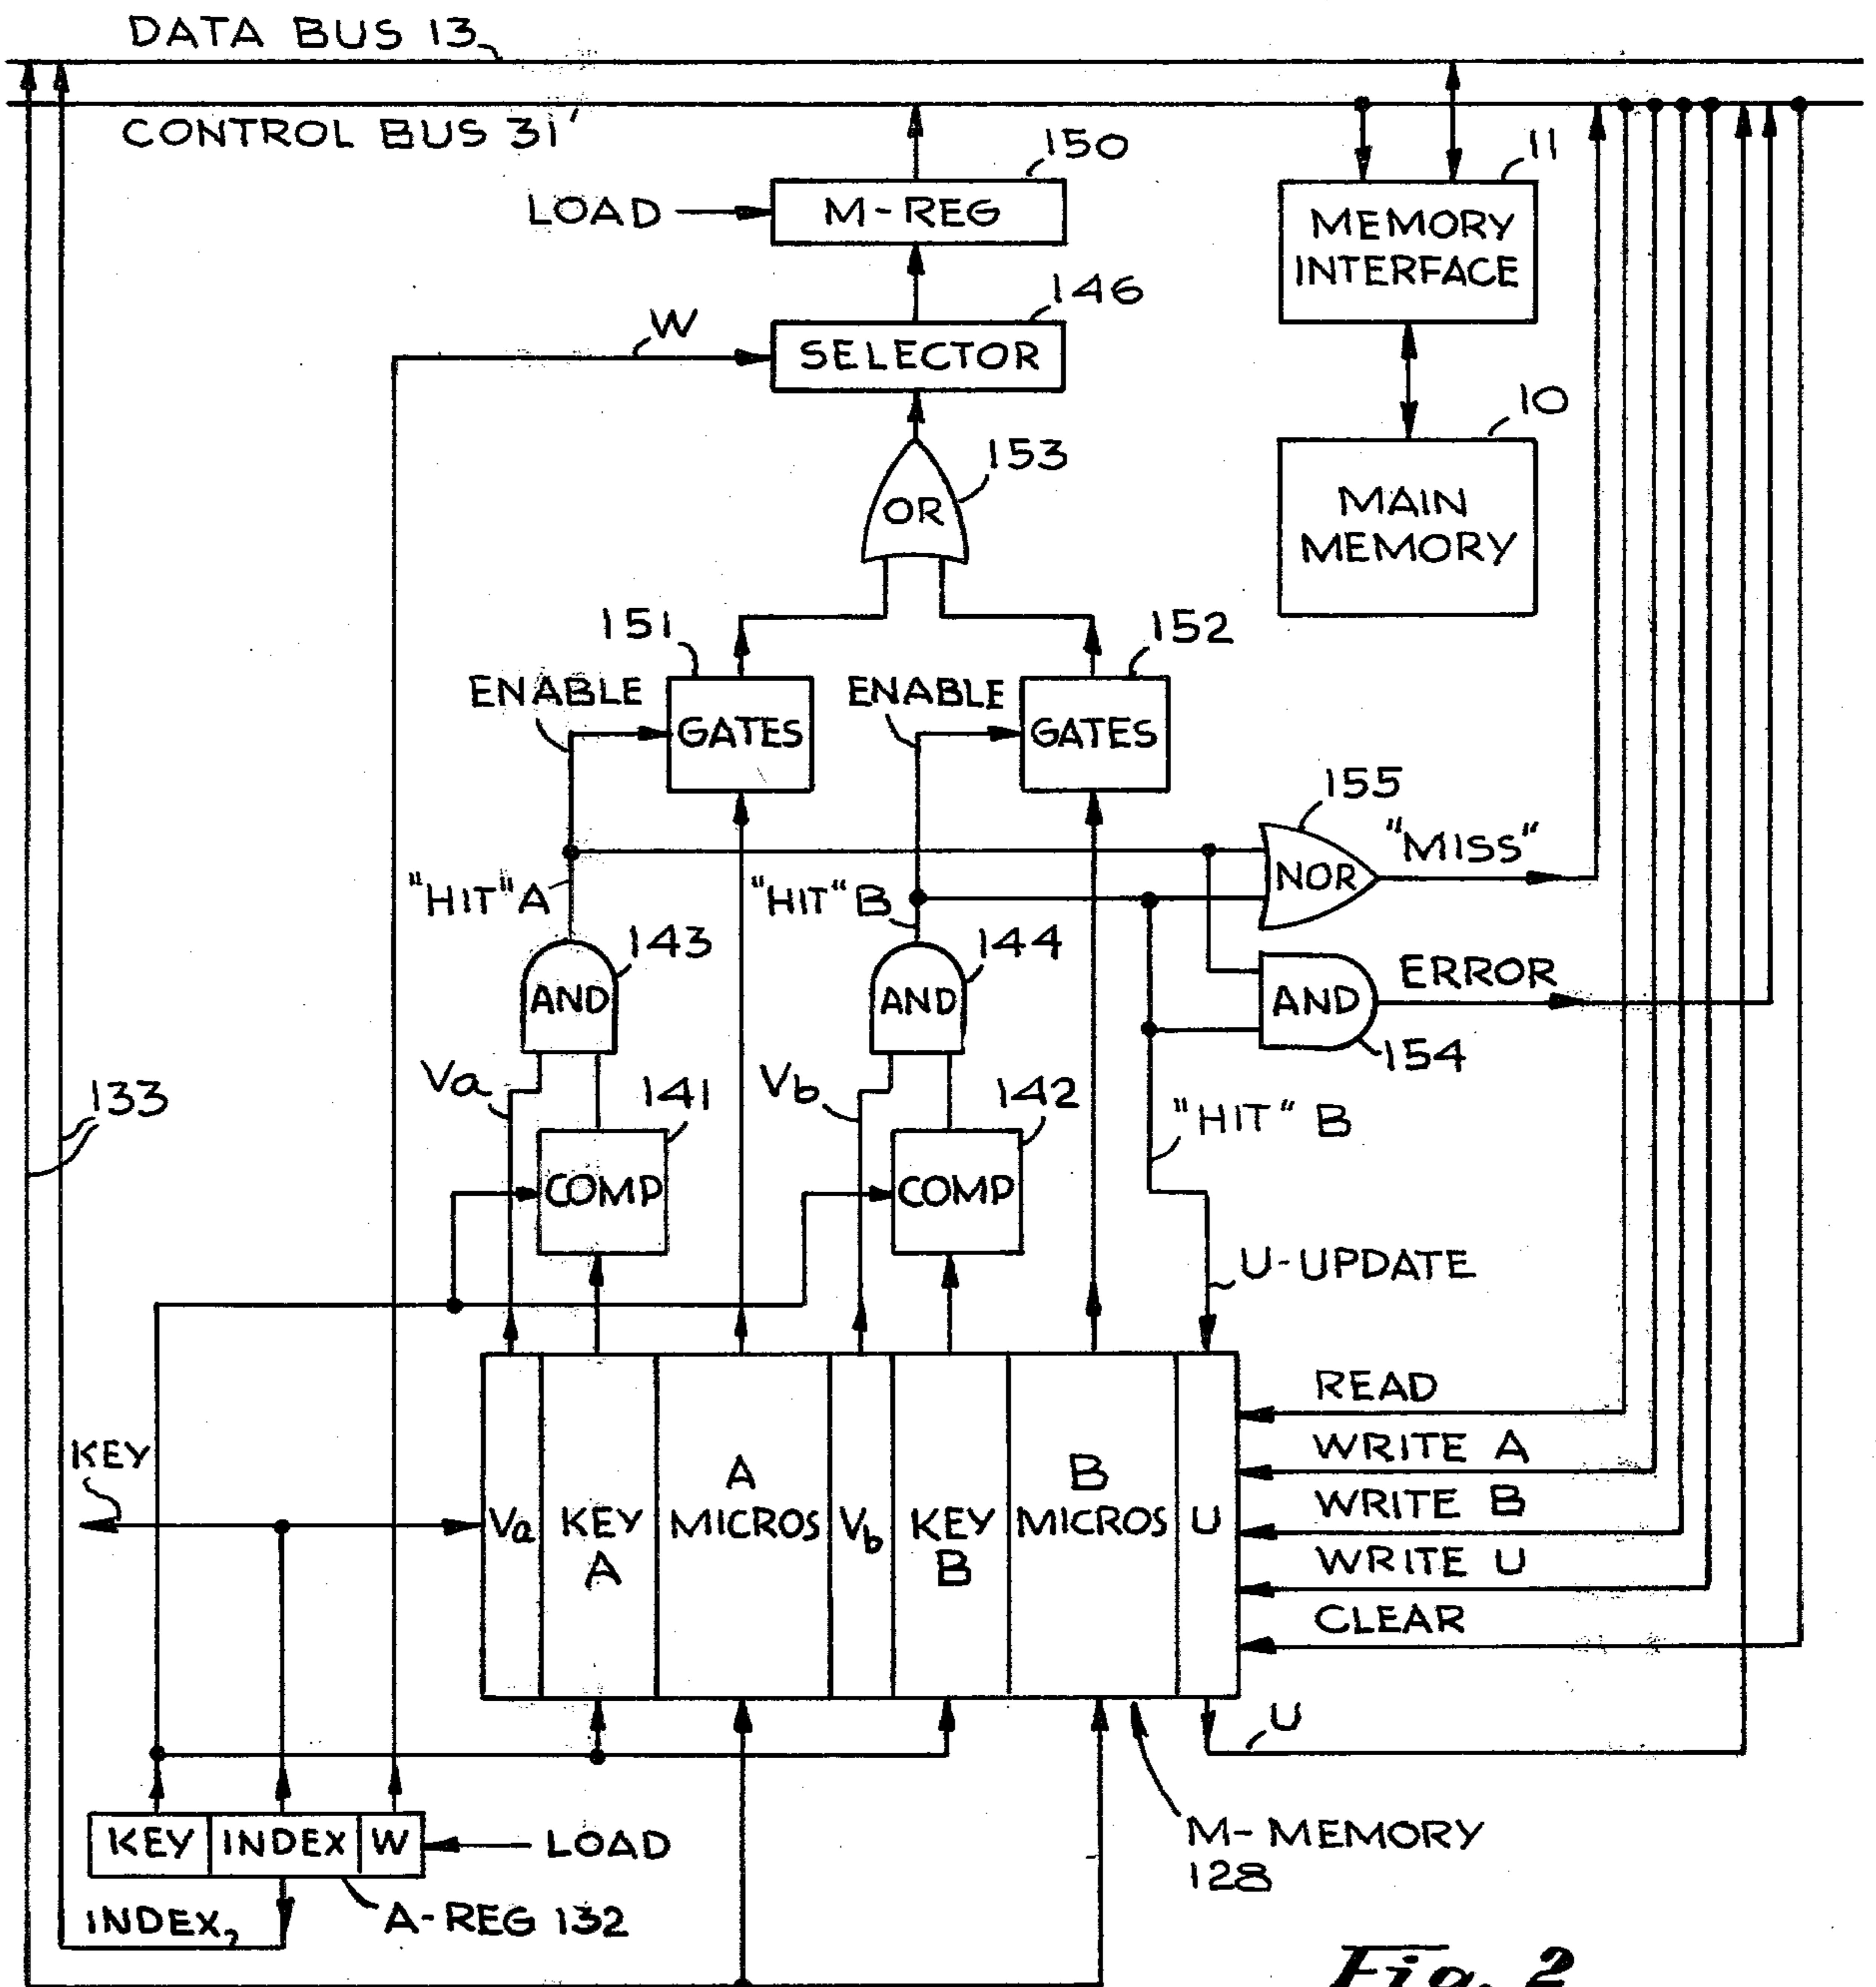 DATA BUS 13
CONTROL BUS 31'
150
LOAD
M-REG
11
MEMORY
INTERFACE
146
W
SELECTOR
10
MAIN
MEMORY
153
OR
151
152
ENABLE
GATES
ENABLE
GATES
155
"MISS"
NOR
"HIT" A
"HIT" B
143
144
AND
AND
ERROR
AND
154
Va
141
Vb
142
133
"HIT" B
COMP
COMP
U-UPDATE
READ
WRITE A
WRITE B
WRITE U
CLEAR
KEY
Va
KEY
A
A
MICROS
Vb
KEY
B
B
MICROS
U
U
KEY
INDEX
W
LOAD
M-MEMORY
128
INDEX
A-REG 132
Fig. 2